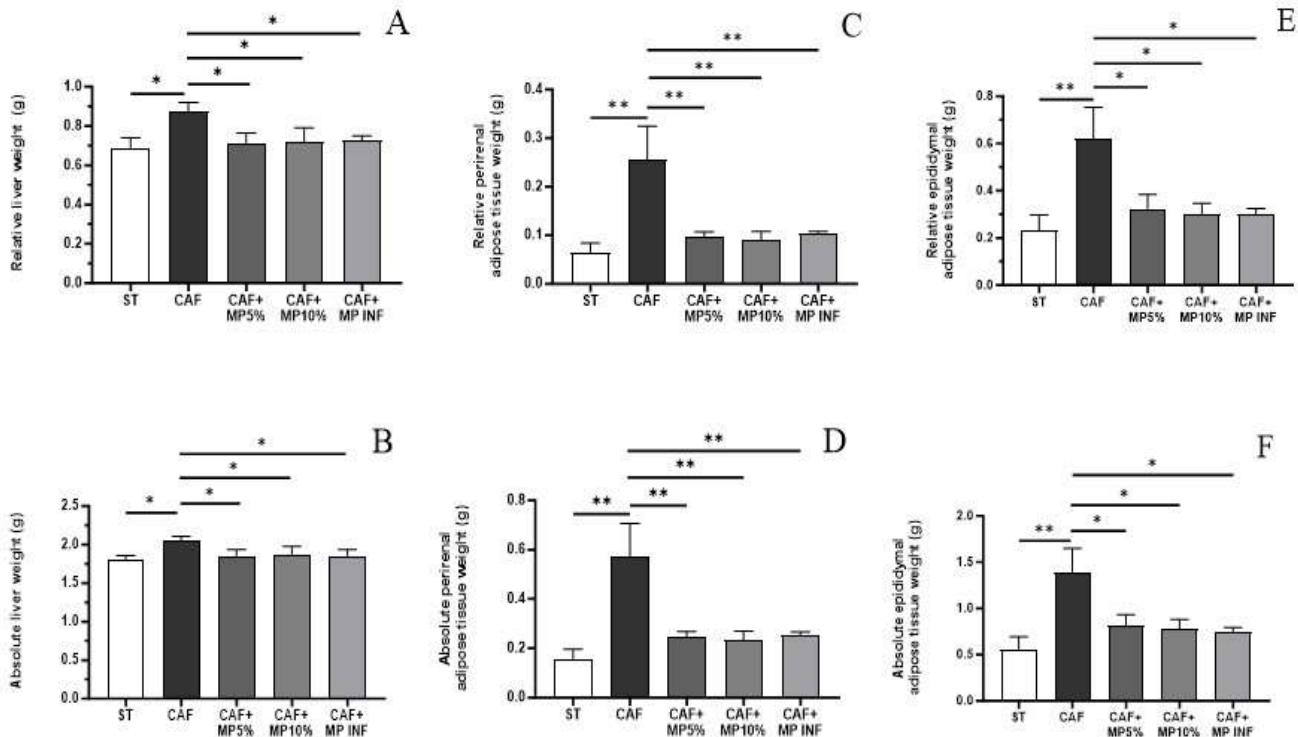 A
*
*
*
*
Relative liver weight (g)
1.0
0.8
0.6
0.4
0.2
0.0
ST CAF CAF+ CAF+ CAF+
MP5% MP10% MP INF
C
**
**
**
**
Relative perirenal
adipose tissue weight (g)
0.4
0.3
0.2
0.1
0.0
ST CAF CAF+ CAF+ CAF+
MP5% MP10% MP INF
E
*
*
**
*
Relative epididymal
adipose tissue weight (g)
0.8
0.6
0.4
0.2
0.0
ST CAF CAF+ CAF+ CAF+
MP5% MP10% MP INF
B
*
*
*
*
Absolute liver weight (g)
2.5
2.0
1.5
1.0
0.5
0.0
ST CAF CAF+ CAF+ CAF+
MP5% MP10% MP INF
D
**
**
**
**
Absolute perirenal
adipose tissue weight (g)
0.8
0.6
0.4
0.2
0.0
ST CAF CAF+ CAF+ CAF+
MP5% MP10% MP INF
F
*
*
**
*
Absolute epididymal
adipose tissue weight (g)
2.0
1.5
1.0
0.5
0.0
ST CAF CAF+ CAF+ CAF+
MP5% MP10% MP INF